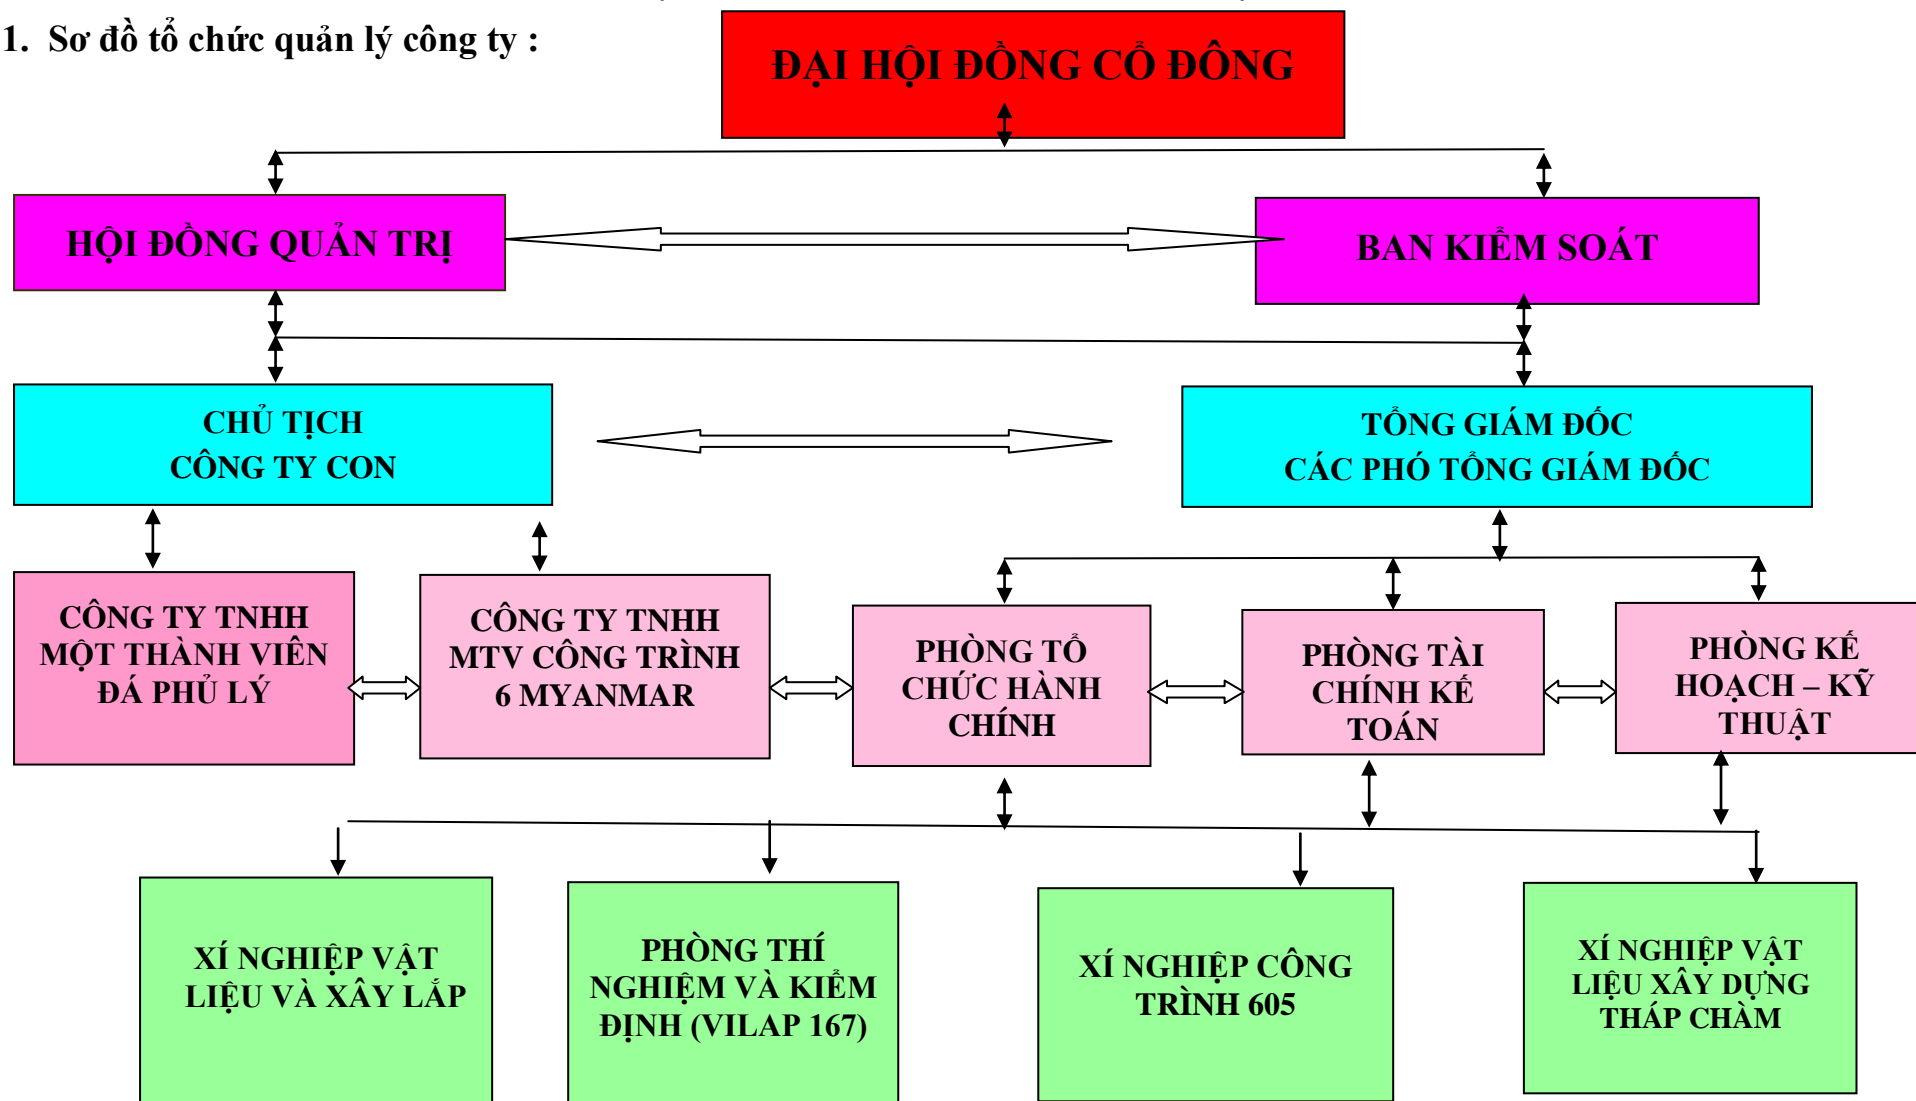 1. Sơ đồ tổ chức quản lý công ty :
ĐẠI HỘI ĐỒNG CỔ ĐÔNG
HỘI ĐỒNG QUẢN TRỊ
BAN KIỂM SOÁT
CHỦ TỊCH
CÔNG TY CON
TỔNG GIÁM ĐỐC
CÁC PHÓ TỔNG GIÁM ĐỐC
CÔNG TY TNHH
MỘT THÀNH VIÊN
ĐÁ PHỦ LÝ
CÔNG TY TNHH
MTV CÔNG TRÌNH
6 MYANMAR
PHÒNG TỔ
CHỨC HÀNH
CHÍNH
PHÒNG TÀI
CHÍNH KẾ
TOÁN
PHÒNG KẾ
HOẠCH – KỸ
THUẬT
XÍ NGHIỆP VẬT
LIỆU VÀ XÂY LẮP
PHÒNG THÍ
NGHIỆM VÀ KIỂM
ĐỊNH (VILAP 167)
XÍ NGHIỆP CÔNG
TRÌNH 605
XÍ NGHIỆP VẬT
LIỆU XÂY DỰNG
THÁP CHÀM